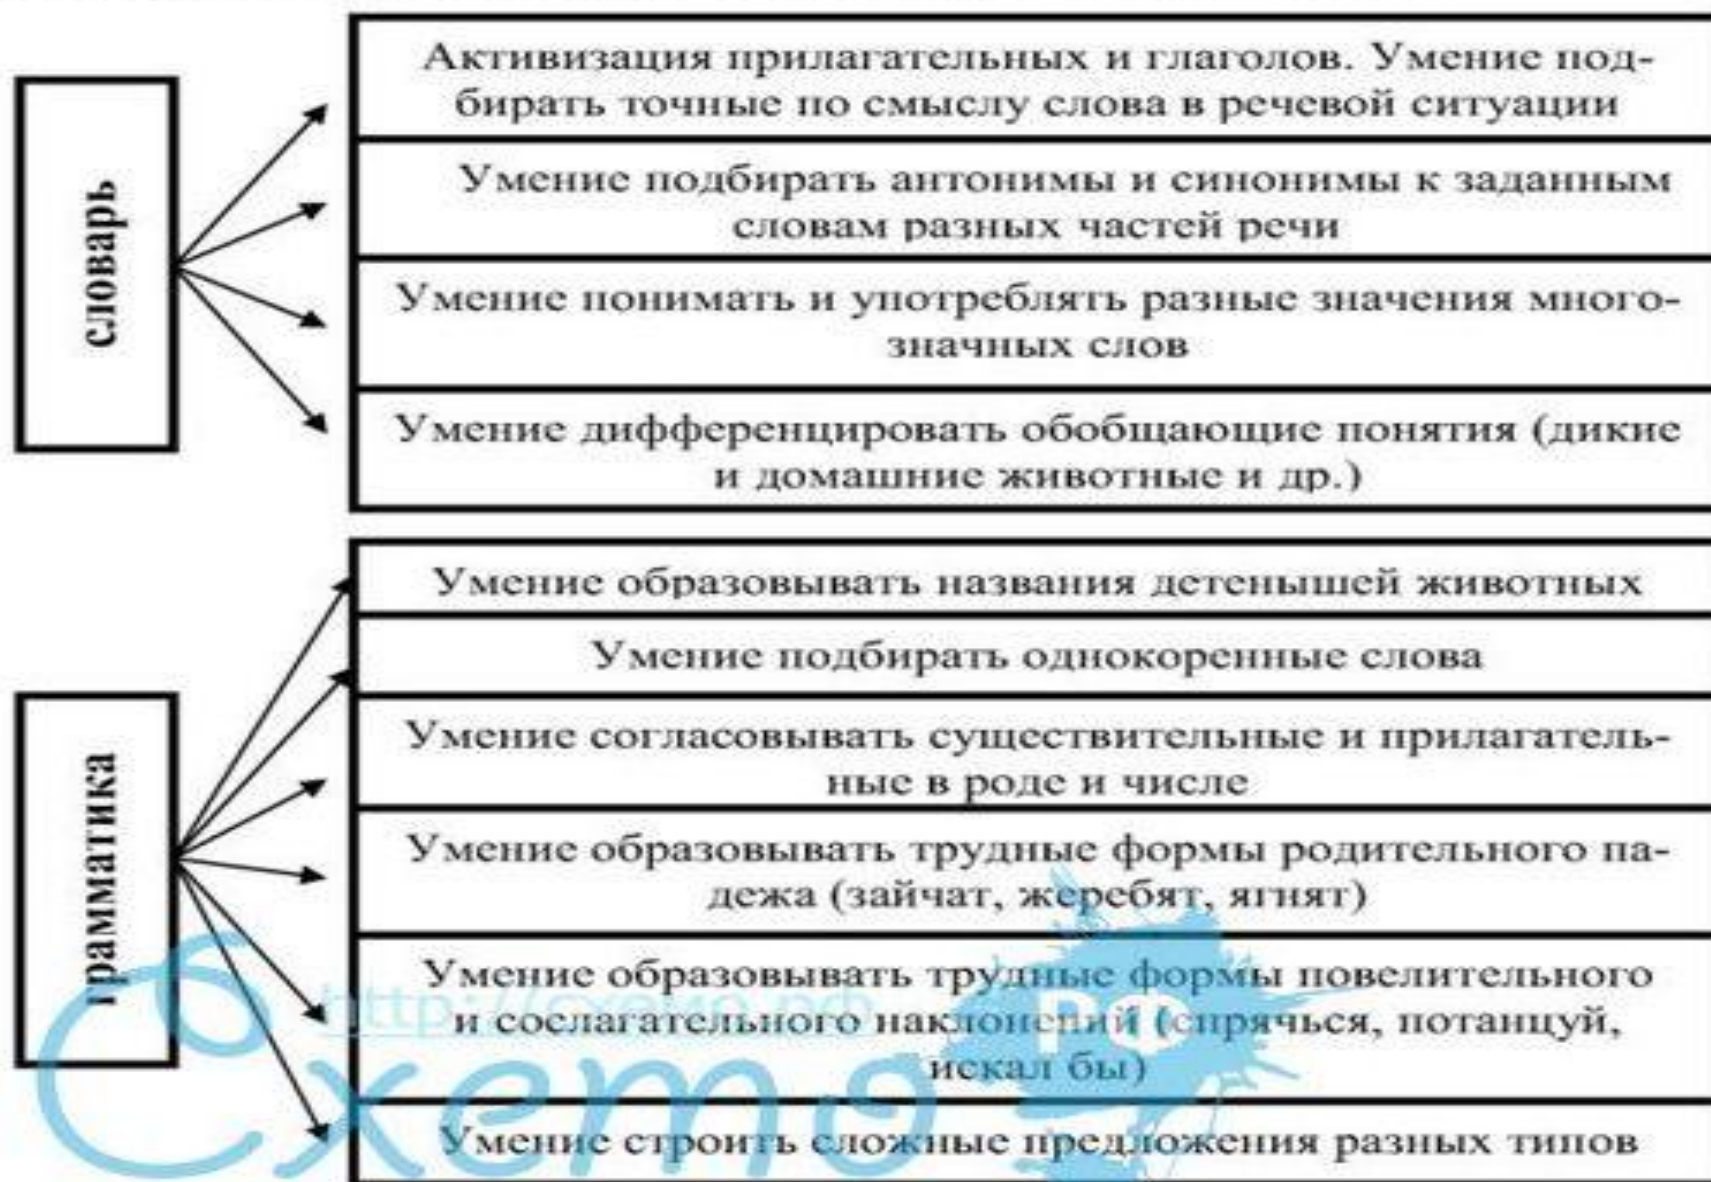 словарь
Активизация прилагательных и глаголов. Умение под-
бирать точные по смыслу слова в речевой ситуации
Умение подбирать антонимы и синонимы к заданным
словам разных частей речи
Умение понимать и употреблять разные значения много-
значных слов
Умение дифференцировать обобщающие понятия (дикие
и домашние животные и др.)
грамматика
Умение образовывать названия детенышей животных
Умение подбирать однокоренные слова
Умение согласовывать существительные и прилагатель-
ные в роде и числе
Умение образовывать трудные формы родительного па-
дежа (зайчат, жеребят, ягнят)
Умение образовывать трудные формы повелительного
и сослагательного наклонений (спрячься, потанцуй,
искал бы)
Умение строить сложные предложения разных типов
http://схемо.рф
Схемо
РФ